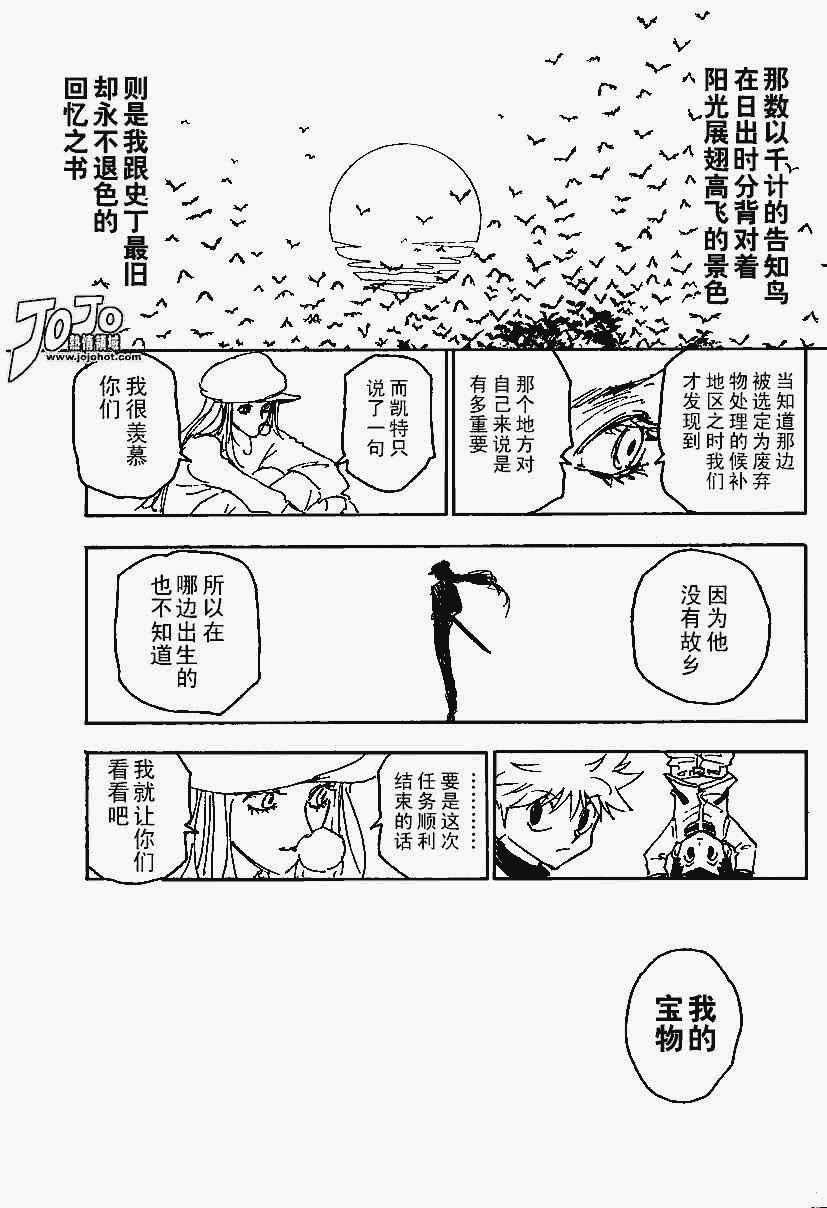 那数以千计的告知鸟
在日出时分背对着
阳光展翅高飞的景色
则是我跟史丁最旧
却永不退色的
回忆之书
JOJO
热情領域
www.jojohot.com
当知道那边
被选定为废弃
物处理的候补
地区之时我们
才发现到
那个地方对
自己来说是
有多重要
而凯特只
说了一句
我很羡慕
你们
因为他
没有故乡
所以在
哪边出生的
也不知道
…………
要是这次
任务顺利
结束的话
我就让你们
看看吧
我的
宝物